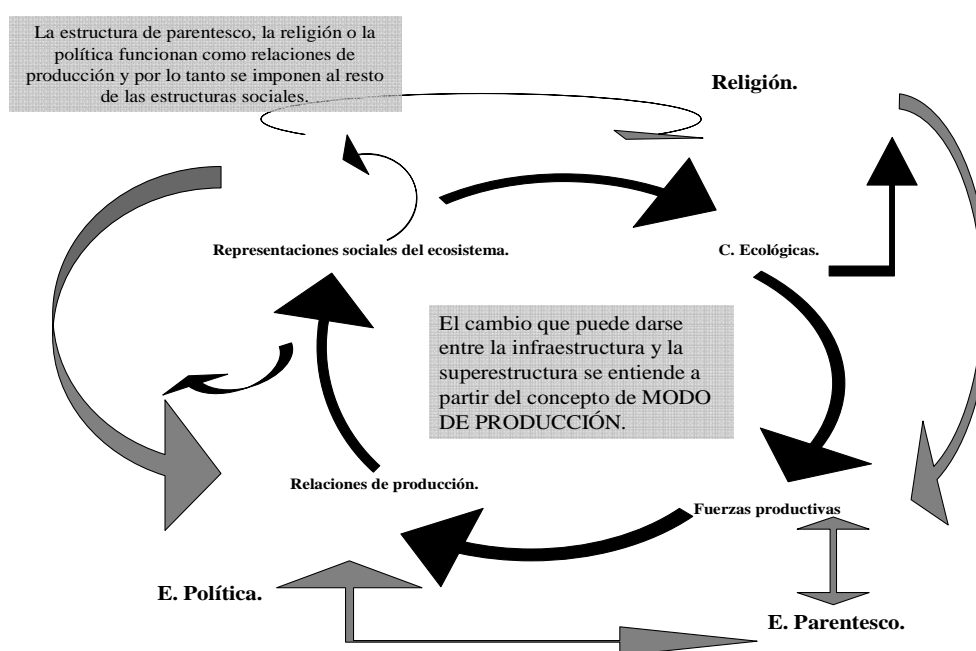 La estructura de parentesco, la religión o la
política funcionan como relaciones de
producción y por lo tanto se imponen al resto
de las estructuras sociales.
Religión.
Representaciones sociales del ecosistema.
C. Ecológicas.
El cambio que puede darse
entre la infraestructura y la
superestructura se entiende a
partir del concepto de MODO
DE PRODUCCIÓN.
Relaciones de producción.
Fuerzas productivas
E. Política.
E. Parentesco.